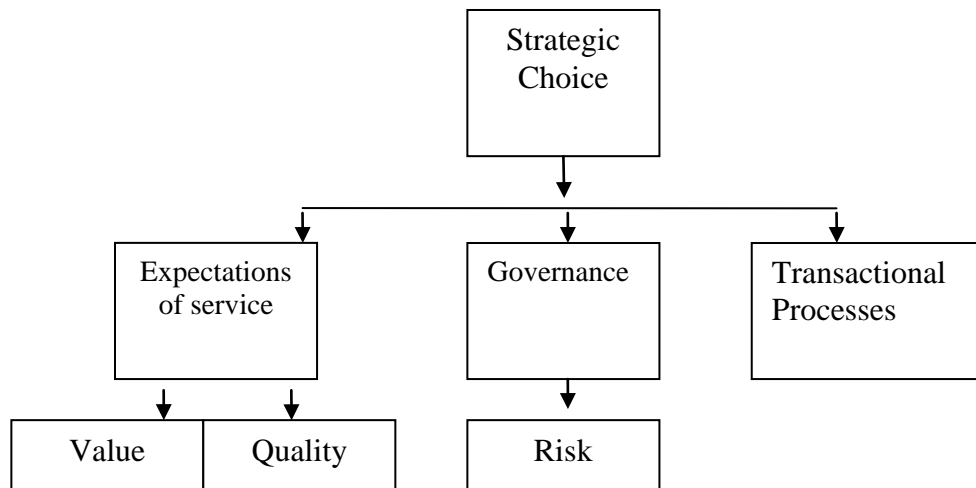 Strategic
Choice
Expectations
of service
Governance
Transactional
Processes
Value
Quality
Risk